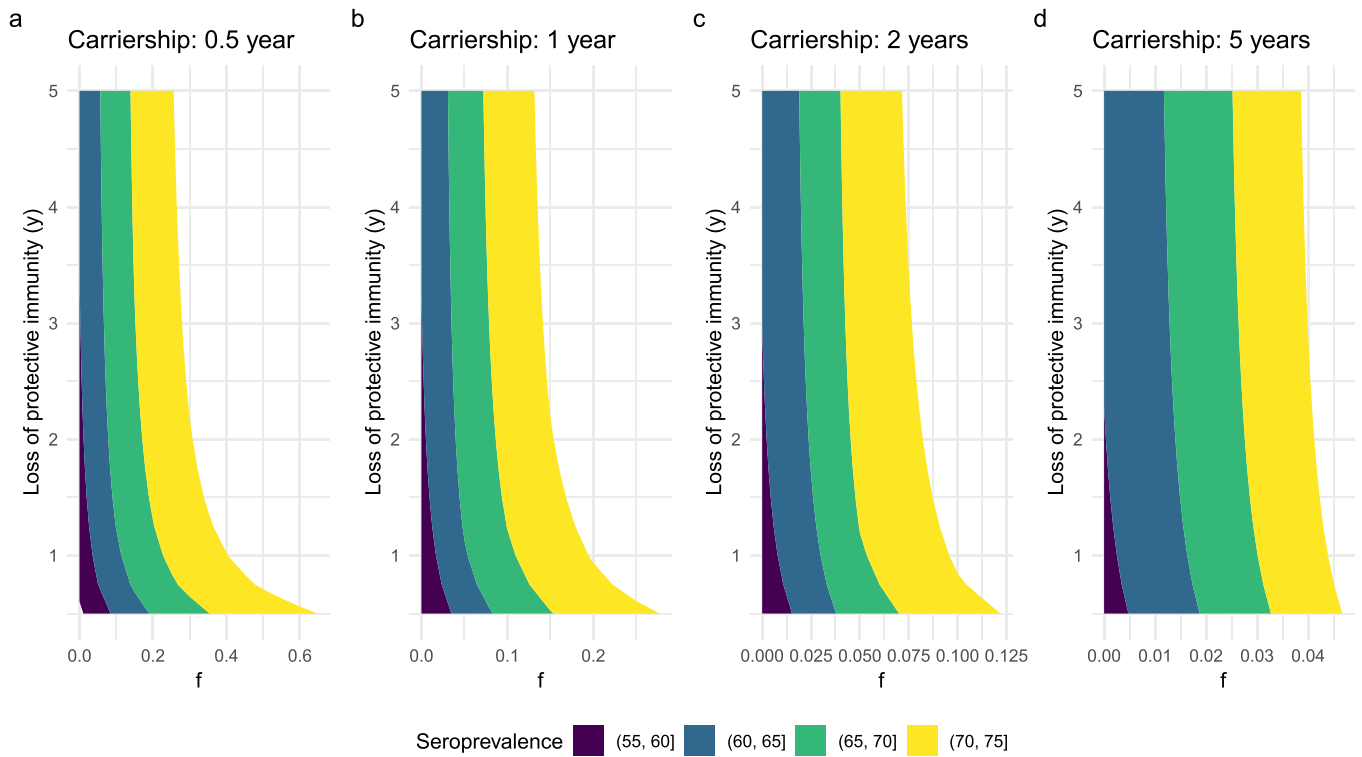 a
b
c
d
Carriership: 0.5 year
Carriership: 1 year
Carriership: 2 years
Carriership: 5 years
Loss of protective immunity (y)
5
4
3
2
1
0.0
0.2
0.4
0.6
f
Loss of protective immunity (y)
5
4
3
2
1
0.0
0.1
0.2
f
Loss of protective immunity (y)
5
4
3
2
1
0.000
0.025
0.050
0.075
0.100
0.125
f
Loss of protective immunity (y)
5
4
3
2
1
0.00
0.01
0.02
0.03
0.04
f
Seroprevalence (55, 60] (60, 65] (65, 70] (70, 75]